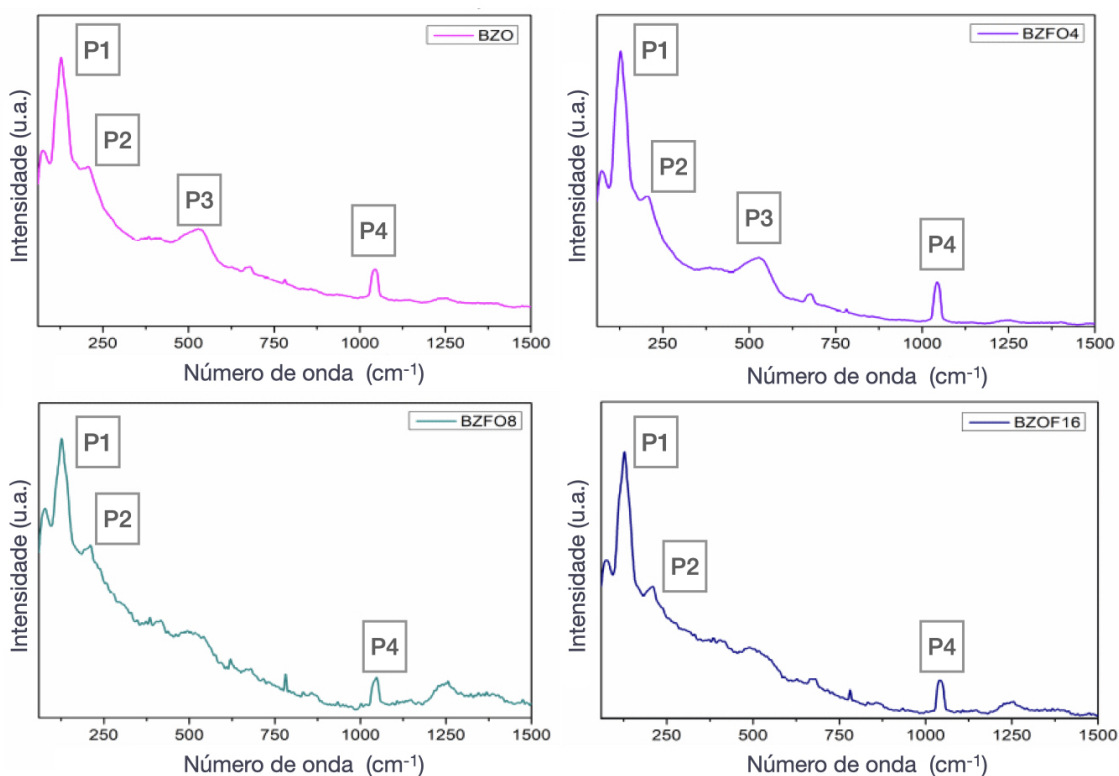 BZO
P1
P2
P3
P4
Intensidade (u.a.)
250 500 750 1000 1250 1500
Número de onda (cm⁻¹)
BZFO4
P1
P2
P3
P4
Intensidade (u.a.)
250 500 750 1000 1250 1500
Número de onda (cm⁻¹)
BZFO8
P1
P2
P4
Intensidade (u.a.)
250 500 750 1000 1250 1500
Número de onda (cm⁻¹)
BZOF16
P1
P2
P4
Intensidade (u.a.)
250 500 750 1000 1250 1500
Número de onda (cm⁻¹)